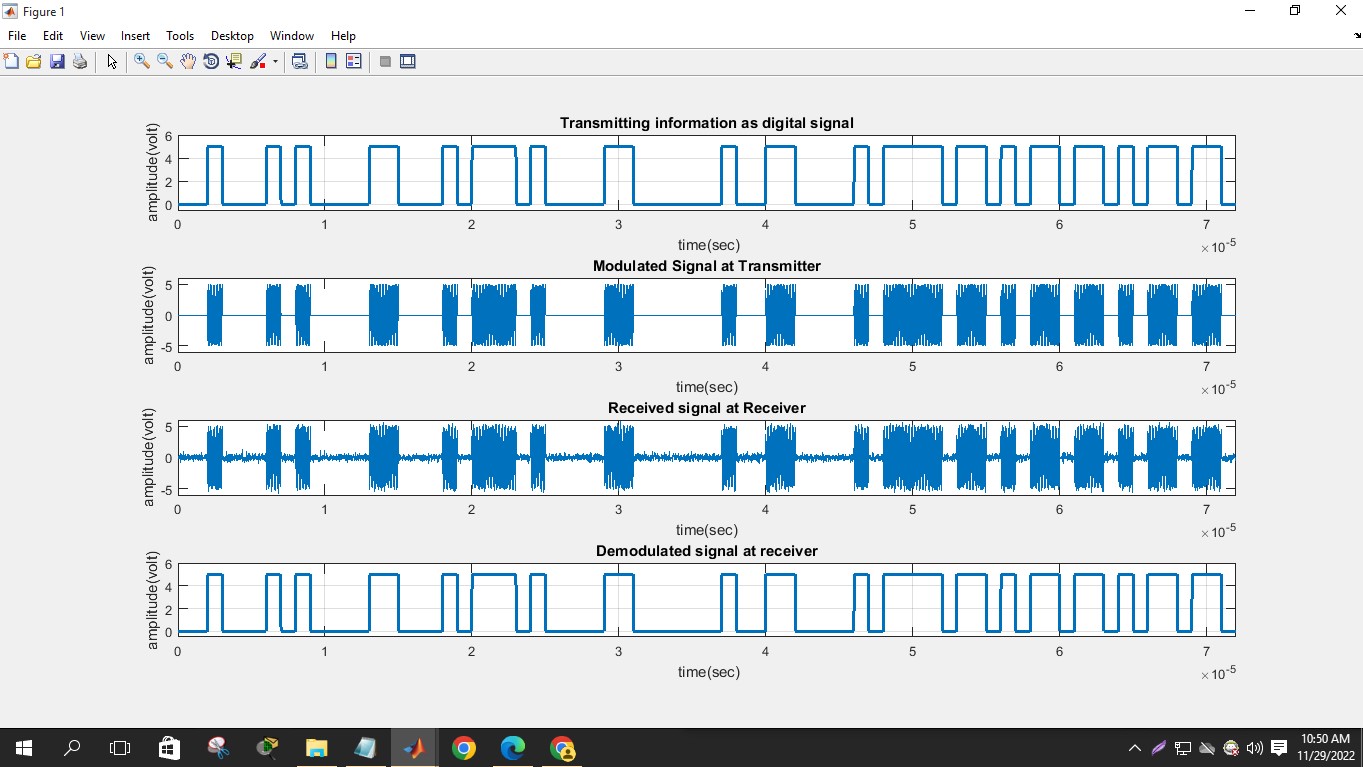 Figure 1
File Edit View Insert Tools Desktop Window Help
Transmitting information as digital signal
amplitude(volt)
6
4
2
0
0 1 2 3 4 5 6 7
time(sec)
×10-5
Modulated Signal at Transmitter
amplitude(volt)
5
0
-5
0 1 2 3 4 5 6 7
time(sec)
×10-5
Received signal at Receiver
amplitude(volt)
5
0
-5
0 1 2 3 4 5 6 7
time(sec)
×10-5
Demodulated signal at receiver
amplitude(volt)
6
4
2
0
0 1 2 3 4 5 6 7
time(sec)
×10-5
10:50 AM
11/29/2022